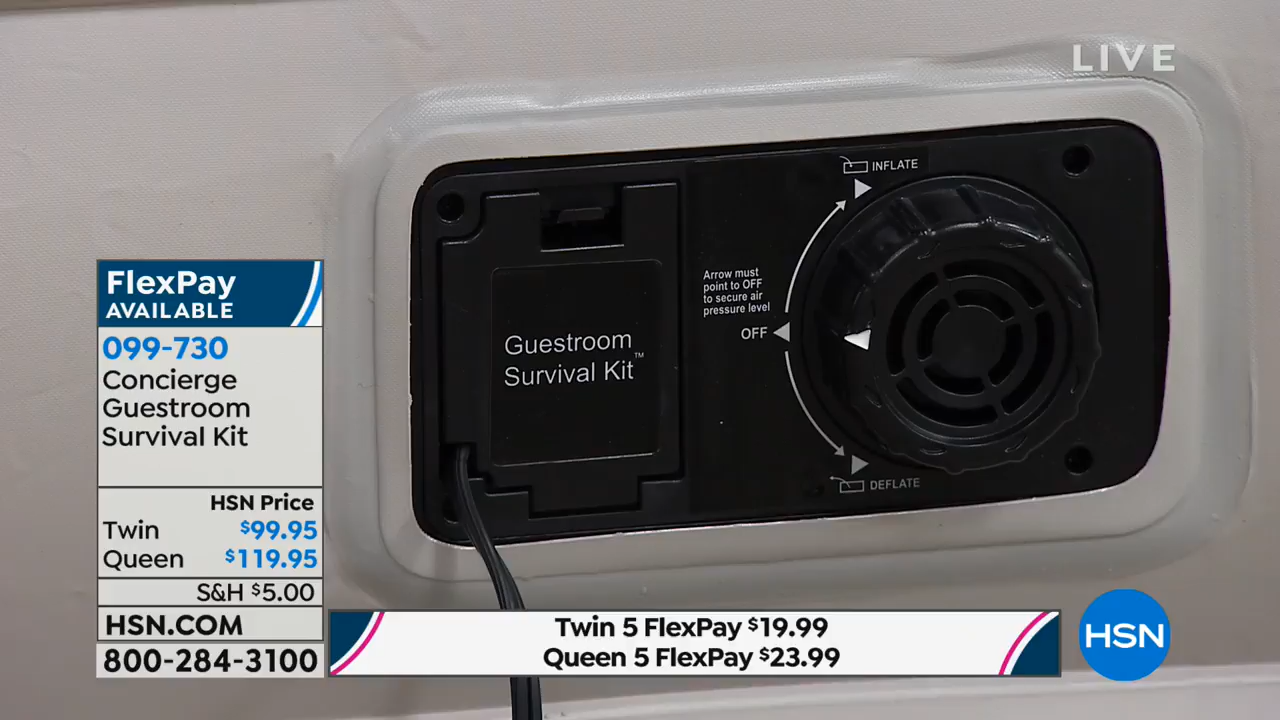 LIVE
INFLATE
Arrow must
point to OFF
to secure air
pressure level
OFF
DEFLATE
Guestroom
Survival Kit™
FlexPay
AVAILABLE
099-730
Concierge
Guestroom
Survival Kit
HSN Price
Twin $99.95
Queen $119.95
S&H $5.00
HSN.COM
800-284-3100
Twin 5 FlexPay $19.99
Queen 5 FlexPay $23.99
HSN